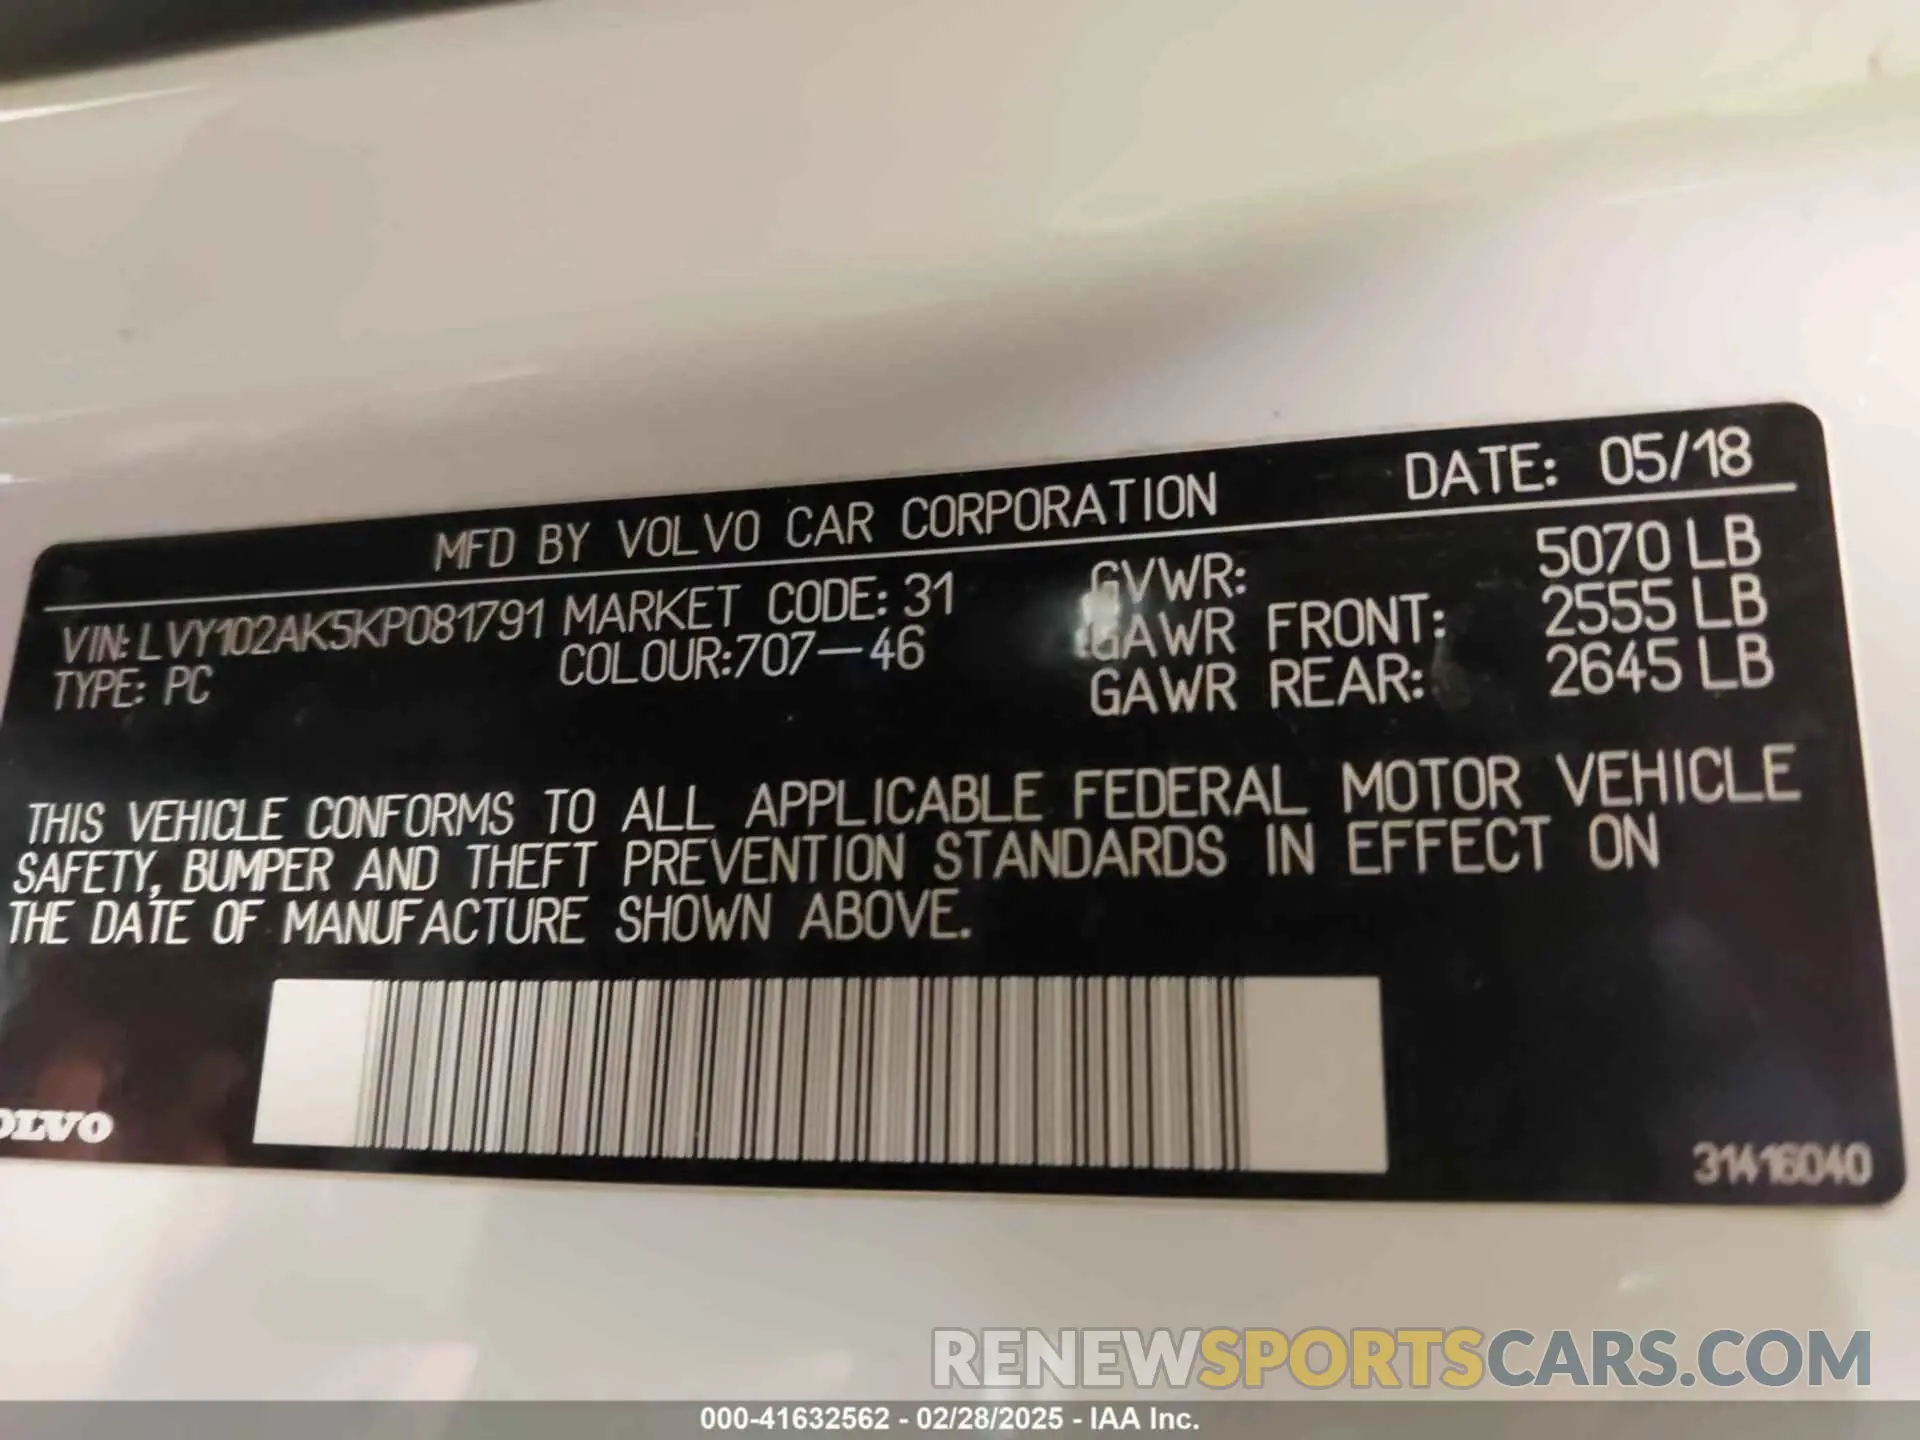 MFD BY VOLVO CAR CORPORATION DATE: 05/18
VIN: LVY102AK5KP081791 MARKET CODE: 31 GVWR: 5070 LB
TYPE: PC COLOUR:707-46 GAWR FRONT: 2555 LB
GAWR REAR: 2645 LB
THIS VEHICLE CONFORMS TO ALL APPLICABLE FEDERAL MOTOR VEHICLE
SAFETY, BUMPER AND THEFT PREVENTION STANDARDS IN EFFECT ON
THE DATE OF MANUFACTURE SHOWN ABOVE.
OLVO
31416040
RENEWSPORTSCARS.COM
000-41632562 - 02/28/2025 - IAA Inc.